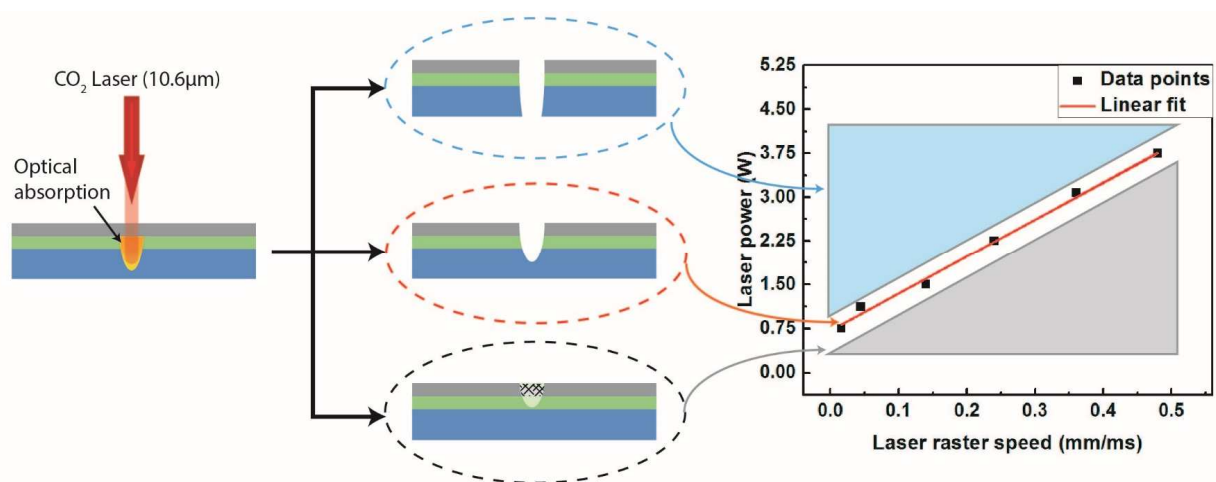 CO₂ Laser (10.6µm)
Optical
absorption
5.25
4.50
3.75
3.00
2.25
1.50
0.75
0.00
Laser power (W)
Data points
Linear fit
0.0 0.1 0.2 0.3 0.4 0.5
Laser raster speed (mm/ms)